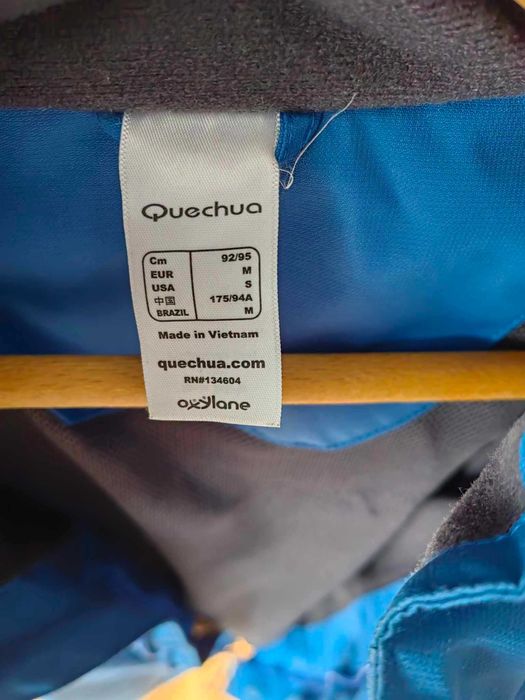 Quechua
Cm 92/95
EUR M
USA S
中国 175/94A
BRAZIL M
Made in Vietnam
quechua.com
RN#134604
oxylane